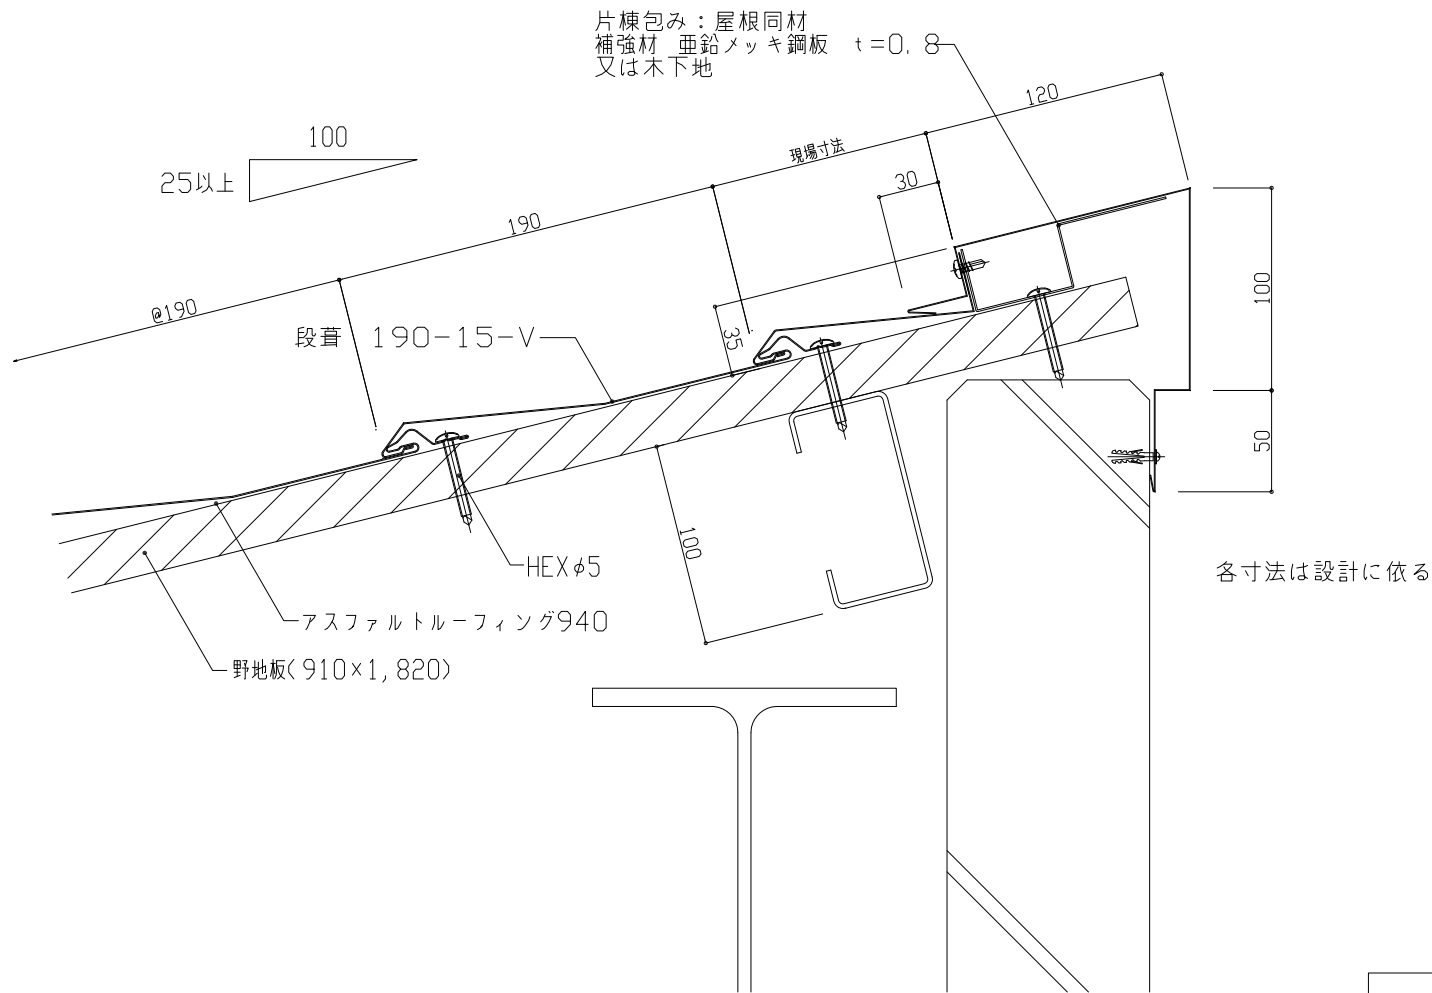 片棟包み：屋根同材
補強材　亜鉛メッキ鋼板　t=0.8
又は木下地
120
100
現場寸法
25以上
30
190
@190
段葺　190-15-V
35
100
50
100
HEXφ5
各寸法は設計に依る
アスファルトルーフィング940
野地板(910×1,820)